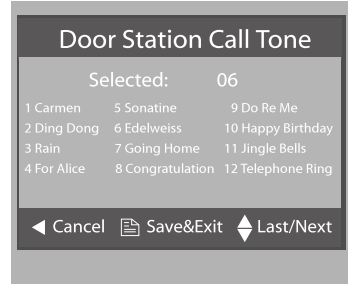 Door Station Call Tone
Selected: 06
1 Carmen 5 Sonatine 9 Do Re Me
2 Ding Dong 6 Edelweiss 10 Happy Birthday
3 Rain 7 Going Home 11 Jingle Bells
4 For Alice 8 Congratulation 12 Telephone Ring
Cancel Save&Exit Last/Next